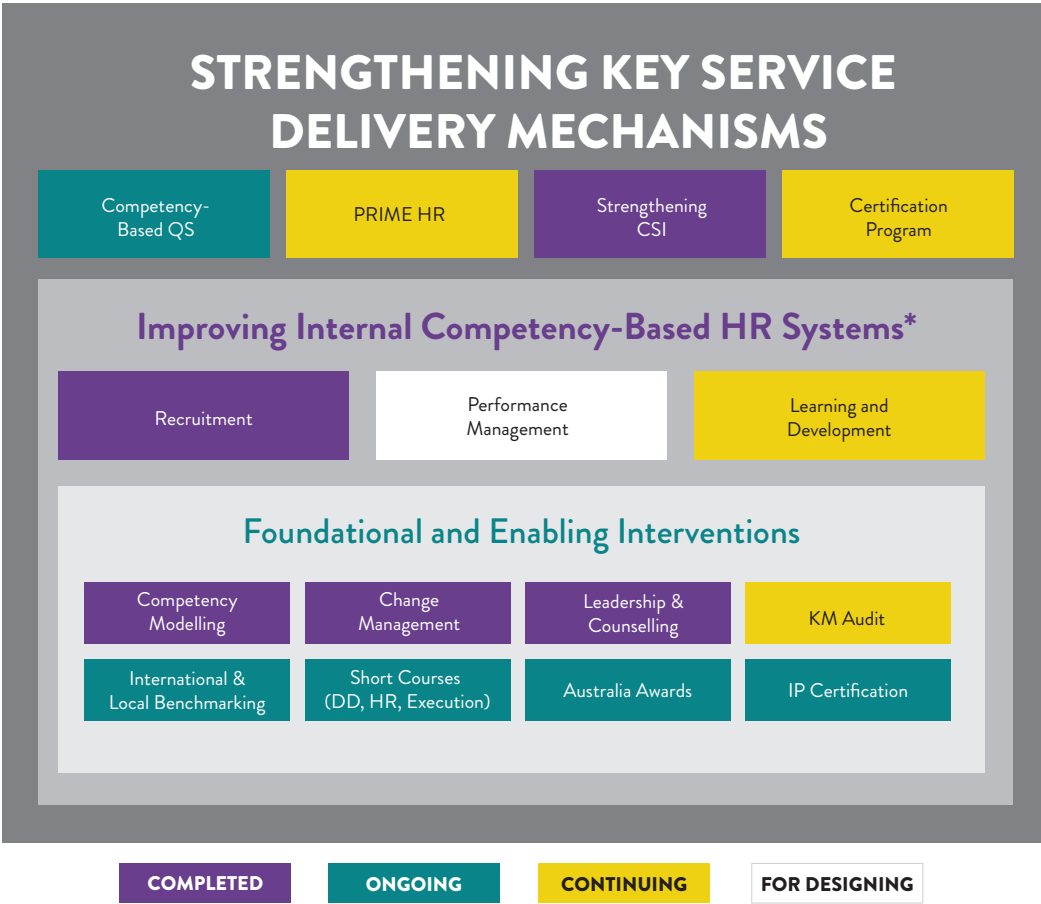 STRENGTHENING KEY SERVICE
DELIVERY MECHANISMS
Competency-
Based QS
PRIME HR
Strengthening
CSI
Certification
Program
Improving Internal Competency-Based HR Systems*
Recruitment
Performance
Management
Learning and
Development
Foundational and Enabling Interventions
Competency
Modelling
Change
Management
Leadership &
Counselling
KM Audit
International &
Local Benchmarking
Short Courses
(DD, HR, Execution)
Australia Awards
IP Certification
COMPLETED
ONGOING
CONTINUING
FOR DESIGNING